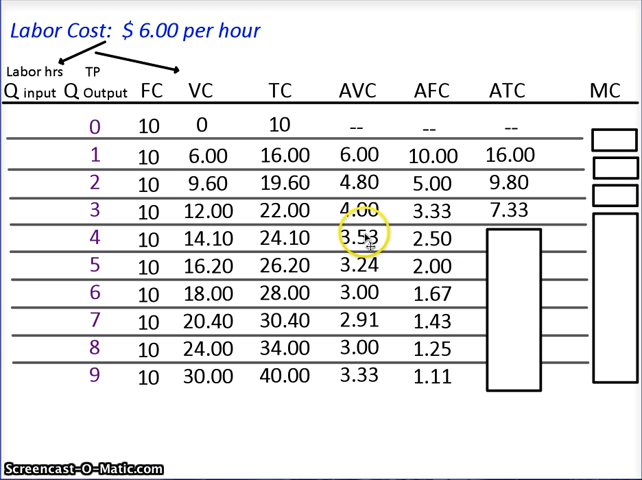 Labor Cost: $ 6.00 per hour
Labor hrs TP
Q input Q Output FC VC TC AVC AFC ATC MC
0 10 0 10 -- -- --
1 10 6.00 16.00 6.00 10.00 16.00
2 10 9.60 19.60 4.80 5.00 9.80
3 10 12.00 22.00 4.00 3.33 7.33
4 10 14.10 24.10 3.53 2.50
5 10 16.20 26.20 3.24 2.00
6 10 18.00 28.00 3.00 1.67
7 10 20.40 30.40 2.91 1.43
8 10 24.00 34.00 3.00 1.25
9 10 30.00 40.00 3.33 1.11
Screencast-O-Matic.com